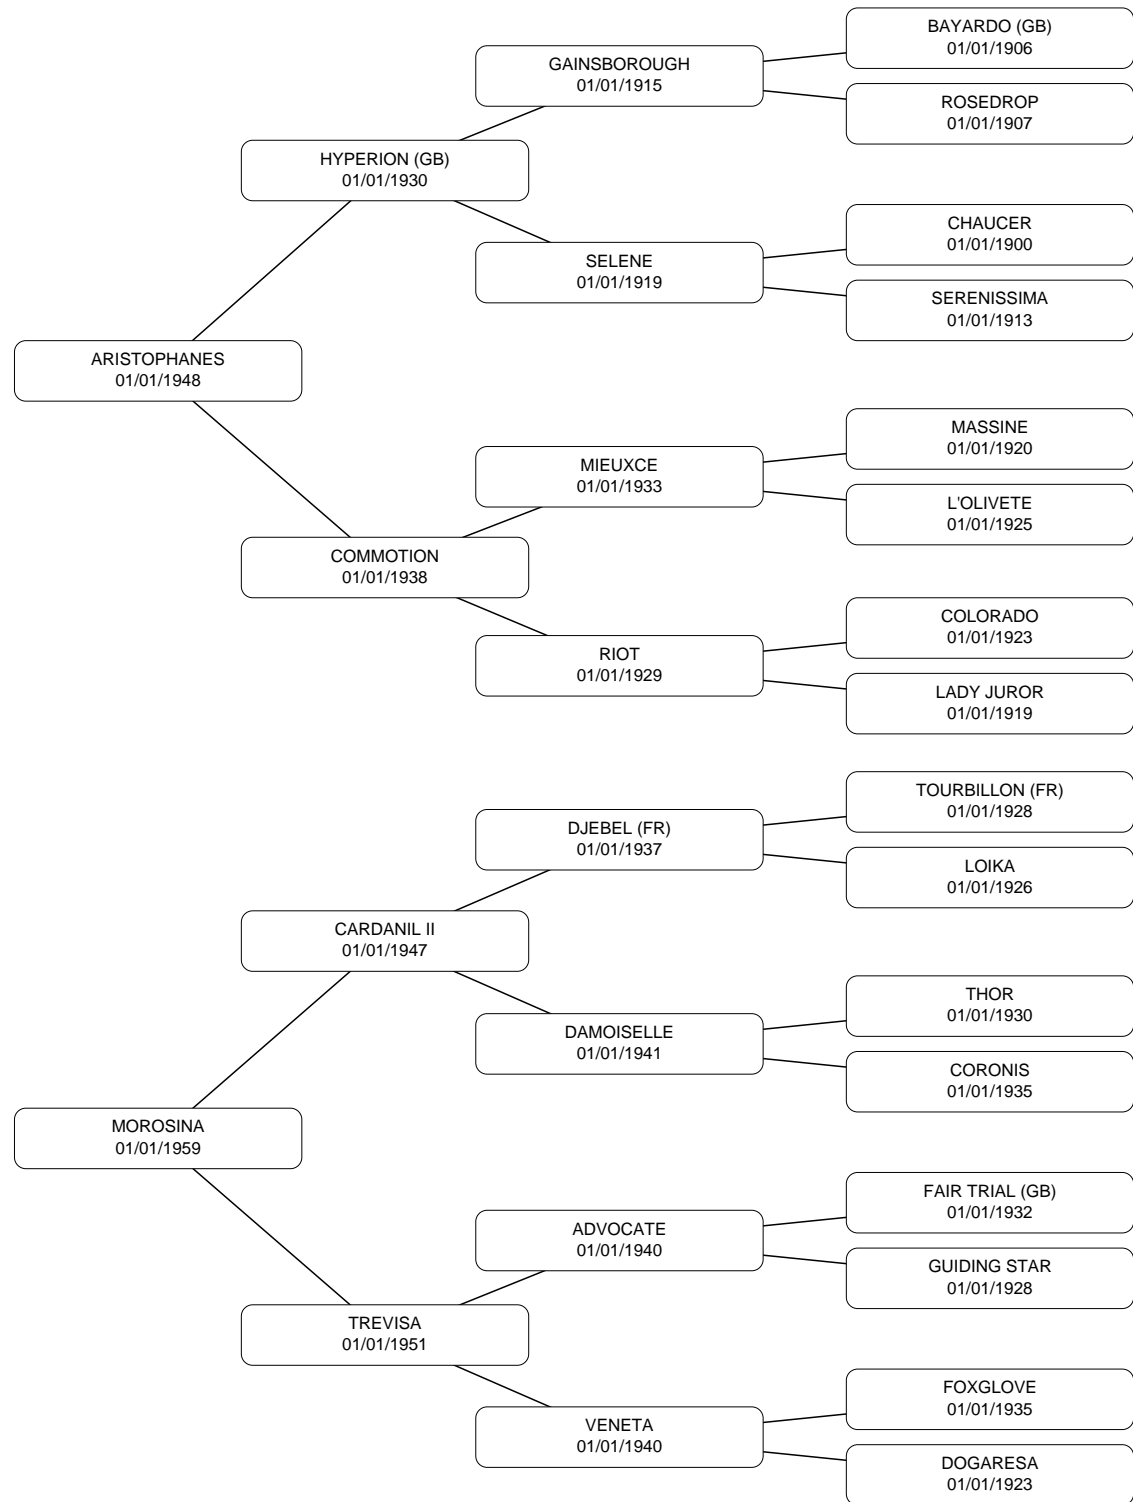 BAYARDO (GB)
01/01/1906
GAINSBOROUGH
01/01/1915
ROSEDROP
01/01/1907
HYPERION (GB)
01/01/1930
CHAUCER
01/01/1900
SELENE
01/01/1919
SERENISSIMA
01/01/1913
ARISTOPHANES
01/01/1948
MASSINE
01/01/1920
MIEUXCE
01/01/1933
L'OLIVETE
01/01/1925
COMMOTION
01/01/1938
COLORADO
01/01/1923
RIOT
01/01/1929
LADY JUROR
01/01/1919
TOURBILLON (FR)
01/01/1928
DJEBEL (FR)
01/01/1937
LOIKA
01/01/1926
CARDANIL II
01/01/1947
THOR
01/01/1930
DAMOISELLE
01/01/1941
CORONIS
01/01/1935
MOROSINA
01/01/1959
FAIR TRIAL (GB)
01/01/1932
ADVOCATE
01/01/1940
GUIDING STAR
01/01/1928
TREVISA
01/01/1951
FOXGLOVE
01/01/1935
VENETA
01/01/1940
DOGARESA
01/01/1923